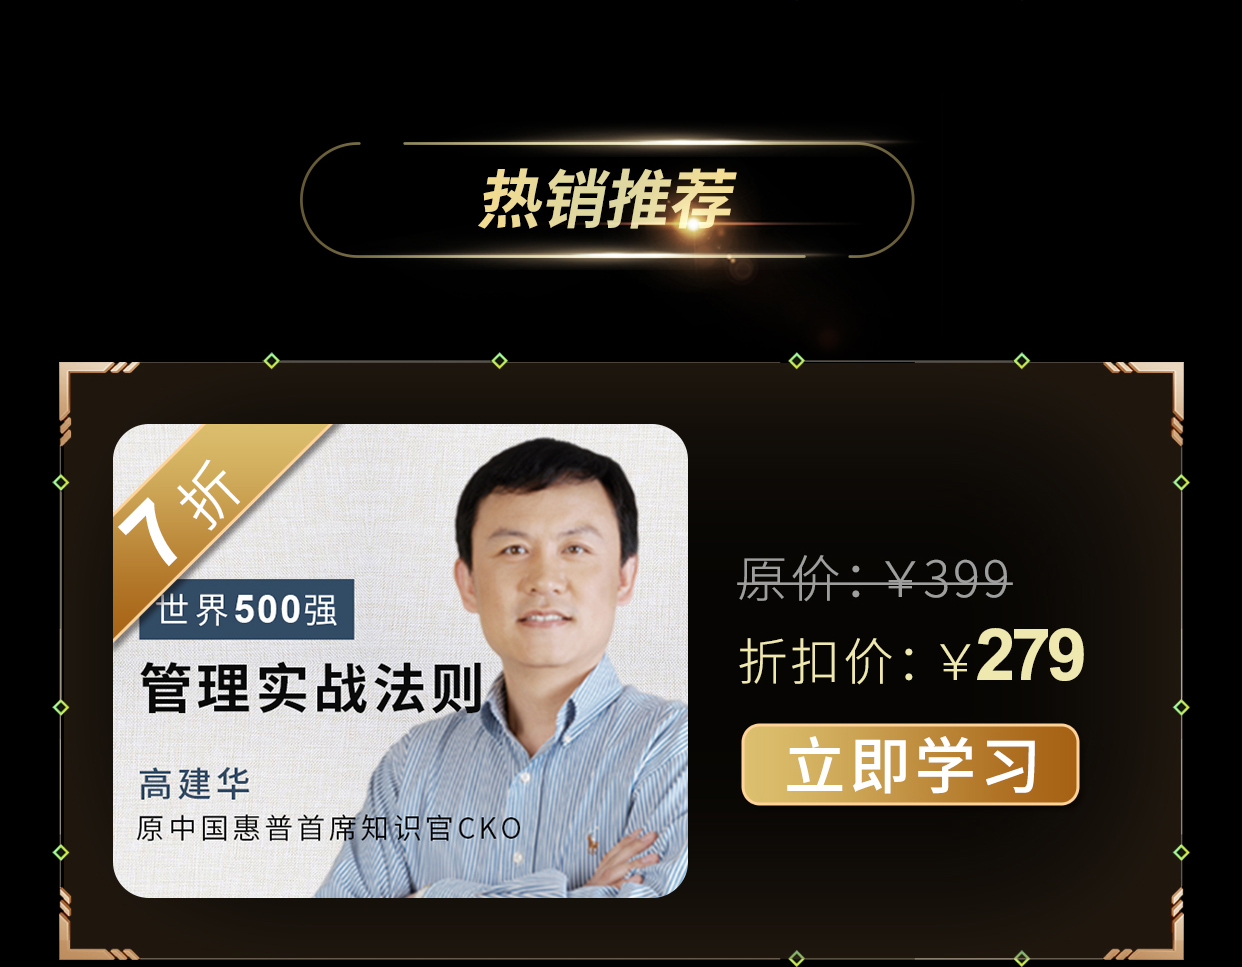 热销推荐
7折
世界500强
管理实战法则
高建华
原中国惠普首席知识官CKO
原价：¥399
折扣价：¥279
立即学习